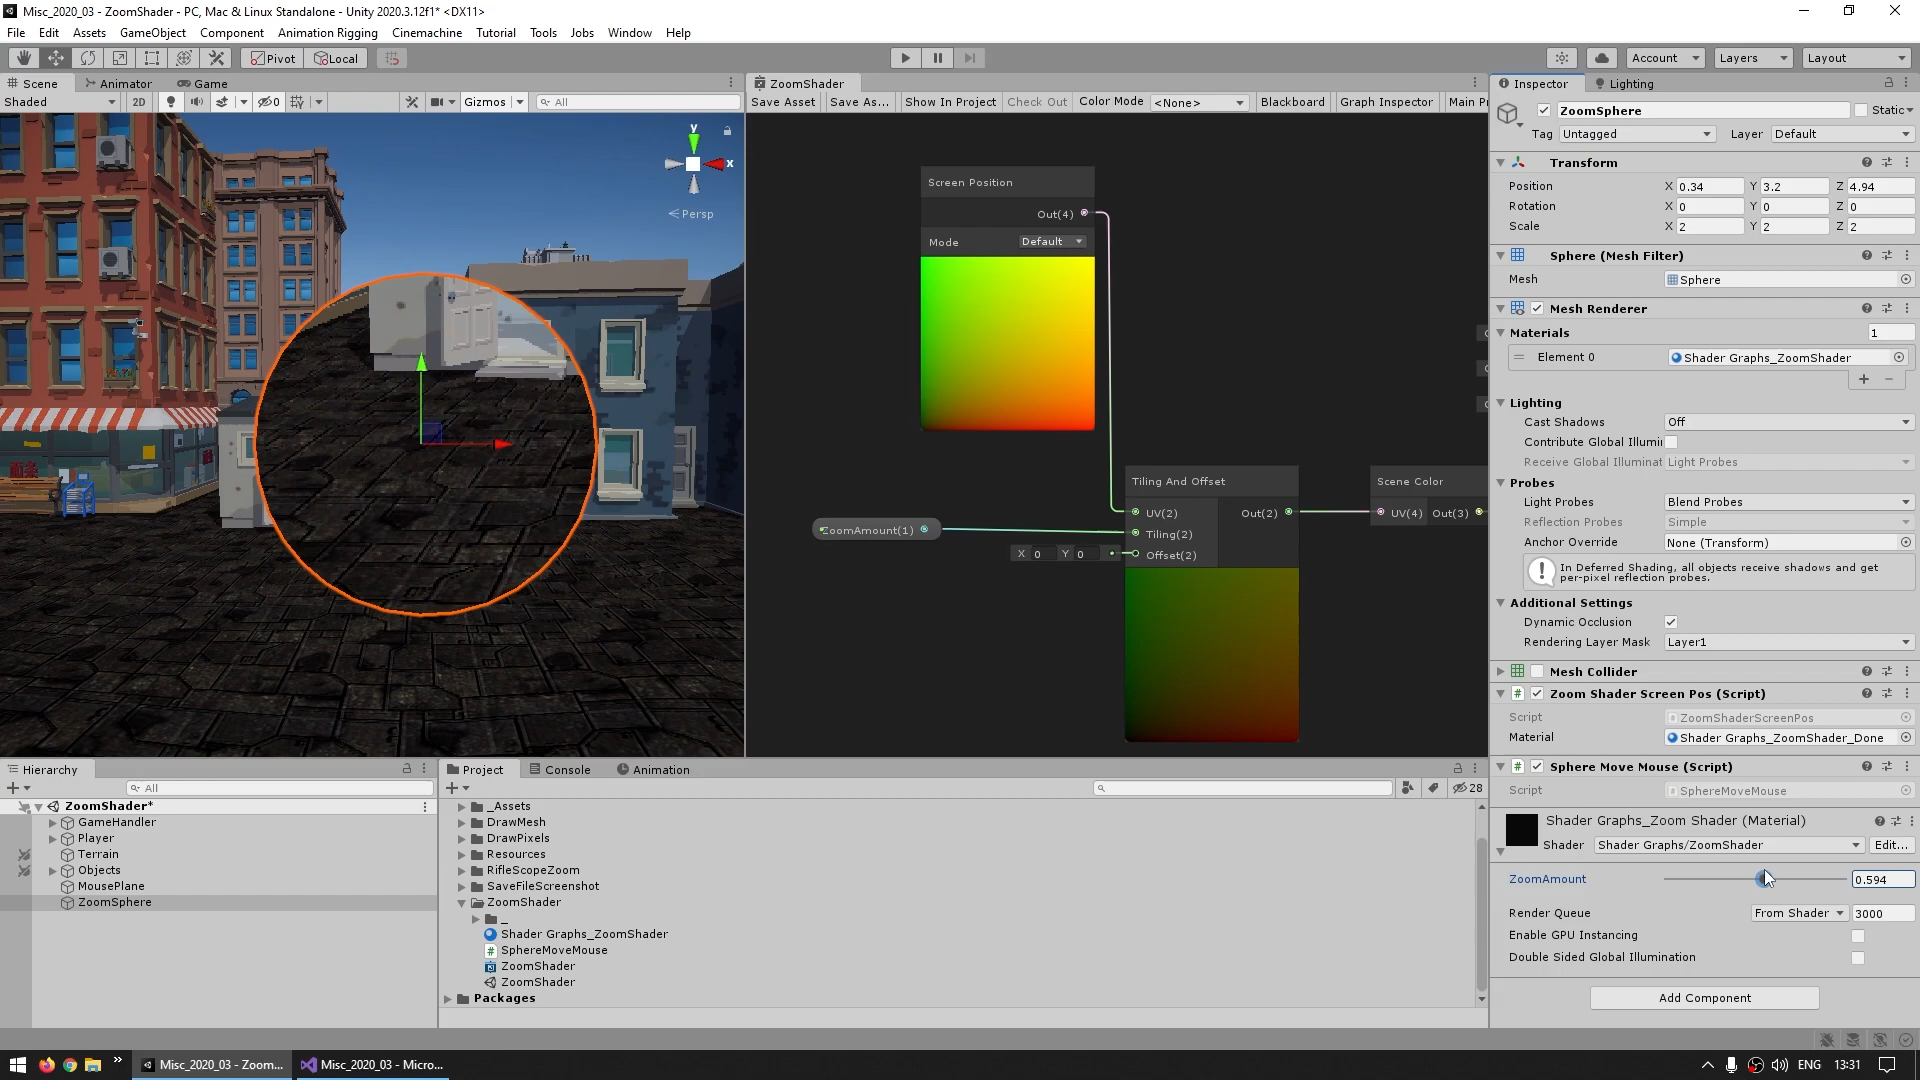 Misc_2020_03 - ZoomShader - PC, Mac & Linux Standalone - Unity 2020.3.12f1* <DX11>
File Edit Assets GameObject Component Animation Rigging Cinemachine Tutorial Tools Jobs Window Help
Pivot Local Account Layers Layout
Scene Animator Game
Shaded 2D 0 Gizmos All
y
x
Persp
ZoomShader
Save Asset Save As... Show In Project Check Out Color Mode <None> Blackboard Graph Inspector Main Pr
Screen Position
Out(4)
Mode Default
ZoomAmount(1)
Tiling And Offset
UV(2) Out(2)
Tiling(2)
X 0 Y 0 Offset(2)
Scene Color
UV(4) Out(3)
Inspector Lighting
ZoomSphere Static
Tag Untagged Layer Default
Transform
Position X 0.34 Y 3.2 Z 4.94
Rotation X 0 Y 0 Z 0
Scale X 2 Y 2 Z 2
Sphere (Mesh Filter)
Mesh Sphere
Mesh Renderer
Materials 1
Element 0 Shader Graphs_ZoomShader
Lighting
Cast Shadows Off
Contribute Global Illumi
Receive Global Illuminat Light Probes
Probes
Light Probes Blend Probes
Reflection Probes Simple
Anchor Override None (Transform)
In Deferred Shading, all objects receive shadows and get
per-pixel reflection probes.
Additional Settings
Dynamic Occlusion
Rendering Layer Mask Layer1
Mesh Collider
Zoom Shader Screen Pos (Script)
Script ZoomShaderScreenPos
Material Shader Graphs_ZoomShader_Done
Sphere Move Mouse (Script)
Script SphereMoveMouse
Shader Graphs_Zoom Shader (Material)
Shader Shader Graphs/ZoomShader Edit...
ZoomAmount 0.594
Render Queue From Shader 3000
Enable GPU Instancing
Double Sided Global Illumination
Add Component
Hierarchy
All
ZoomShader*
GameHandler
Player
Terrain
Objects
MousePlane
ZoomSphere
Project Console Animation
28
_Assets
DrawMesh
DrawPixels
Resources
RifleScopeZoom
SaveFileScreenshot
ZoomShader
_
Shader Graphs_ZoomShader
SphereMoveMouse
ZoomShader
ZoomShader
Packages
Misc_2020_03 - Zoom... Misc_2020_03 - Micro... ENG 13:31